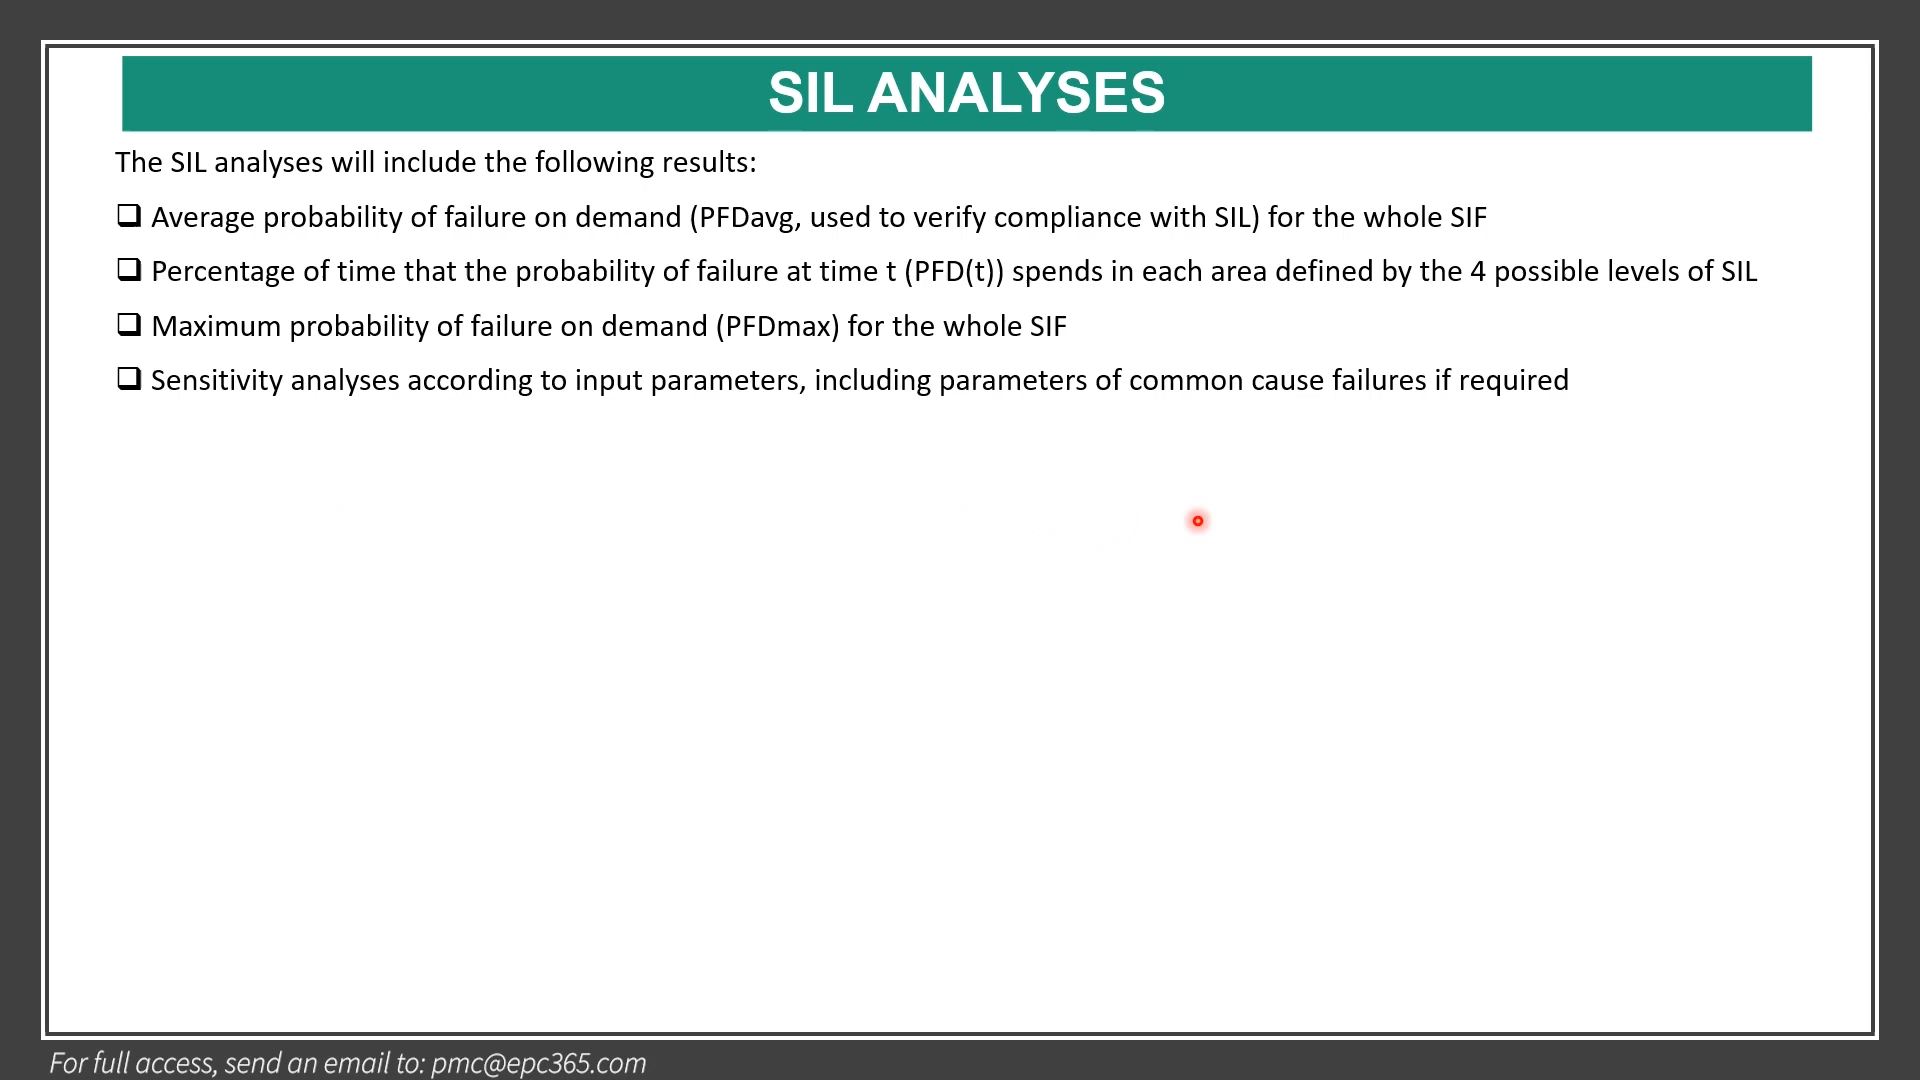 SIL ANALYSES
The SIL analyses will include the following results:
Average probability of failure on demand (PFDavg, used to verify compliance with SIL) for the whole SIF
Percentage of time that the probability of failure at time t (PFD(t)) spends in each area defined by the 4 possible levels of SIL
Maximum probability of failure on demand (PFDmax) for the whole SIF
Sensitivity analyses according to input parameters, including parameters of common cause failures if required
For full access, send an email to: pmc@epc365.com